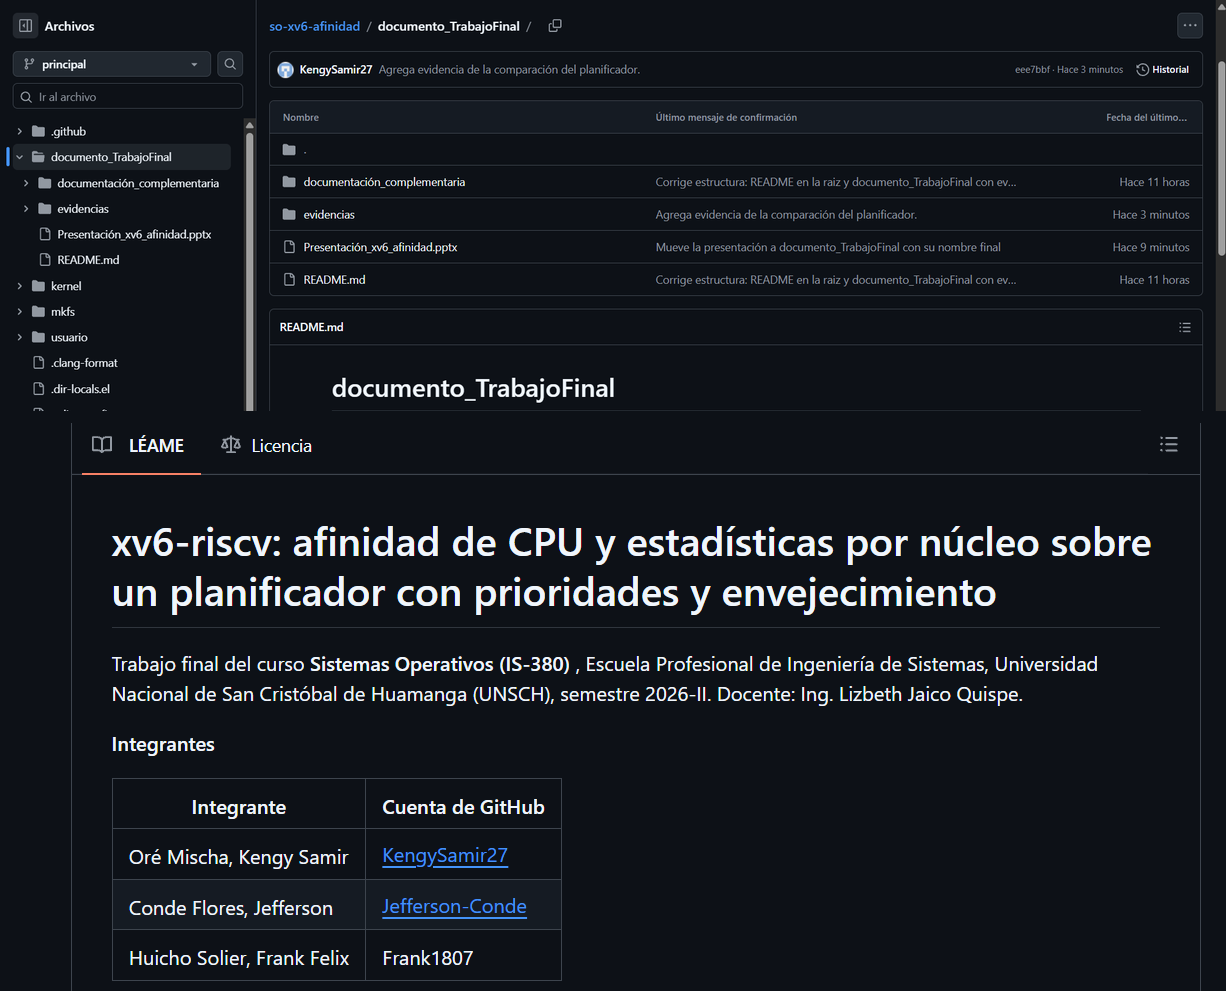 Archivos
principal
Ir al archivo
.github
documento_TrabajoFinal
documentación_complementaria
evidencias
Presentación_xv6_afinidad.pptx
README.md
kernel
mkfs
usuario
.clang-format
.dir-locals.el
so-xv6-afinidad / documento_TrabajoFinal /
KengySamir27 Agrega evidencia de la comparación del planificador. eee7bbf · Hace 3 minutos Historial
Nombre Último mensaje de confirmación Fecha del último...
.
documentación_complementaria Corrige estructura: README en la raiz y documento_TrabajoFinal con ev... Hace 11 horas
evidencias Agrega evidencia de la comparación del planificador. Hace 3 minutos
Presentación_xv6_afinidad.pptx Mueve la presentación a documento_TrabajoFinal con su nombre final Hace 9 minutos
README.md Corrige estructura: README en la raiz y documento_TrabajoFinal con ev... Hace 11 horas
README.md
documento_TrabajoFinal
LÉAME Licencia
xv6-riscv: afinidad de CPU y estadísticas por núcleo sobre
un planificador con prioridades y envejecimiento
Trabajo final del curso Sistemas Operativos (IS-380) , Escuela Profesional de Ingeniería de Sistemas, Universidad
Nacional de San Cristóbal de Huamanga (UNSCH), semestre 2026-II. Docente: Ing. Lizbeth Jaico Quispe.
Integrantes
Integrante Cuenta de GitHub
Oré Mischa, Kengy Samir KengySamir27
Conde Flores, Jefferson Jefferson-Conde
Huicho Solier, Frank Felix Frank1807